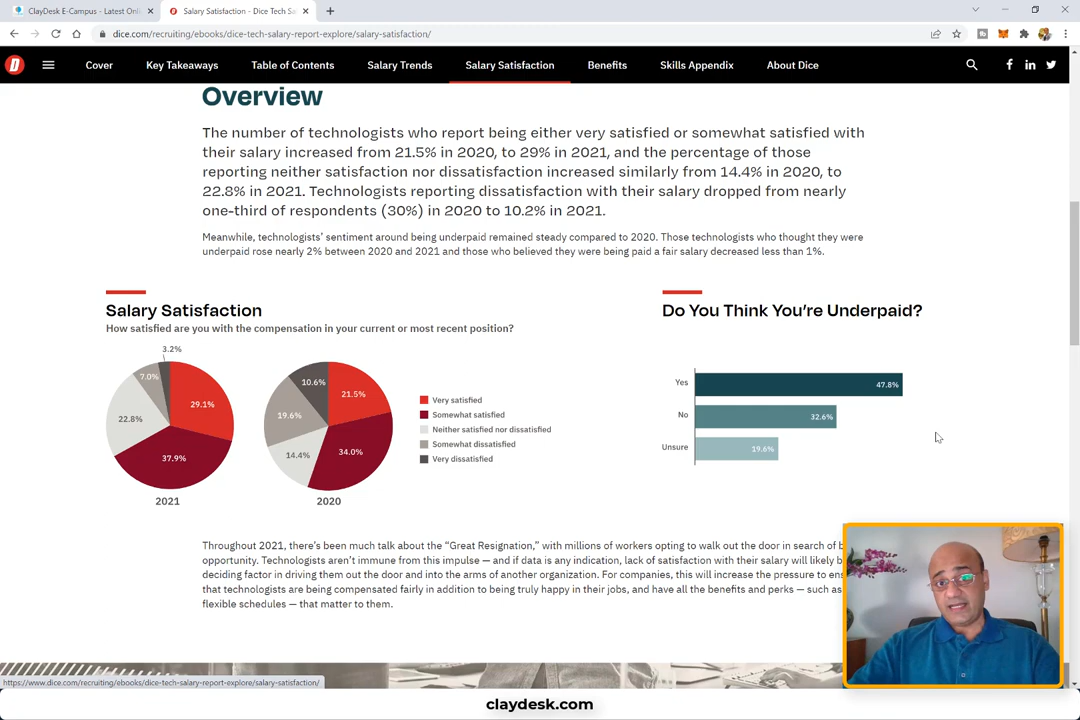 ClayDesk E-Campus - Latest Onli
Salary Satisfaction - Dice Tech Sa
dice.com/recruiting/ebooks/dice-tech-salary-report-explore/salary-satisfaction/
Cover
Key Takeaways
Table of Contents
Salary Trends
Salary Satisfaction
Benefits
Skills Appendix
About Dice
Overview
The number of technologists who report being either very satisfied or somewhat satisfied with
their salary increased from 21.5% in 2020, to 29% in 2021, and the percentage of those
reporting neither satisfaction nor dissatisfaction increased similarly from 14.4% in 2020, to
22.8% in 2021. Technologists reporting dissatisfaction with their salary dropped from nearly
one-third of respondents (30%) in 2020 to 10.2% in 2021.
Meanwhile, technologists' sentiment around being underpaid remained steady compared to 2020. Those technologists who thought they were
underpaid rose nearly 2% between 2020 and 2021 and those who believed they were being paid a fair salary decreased less than 1%.
Salary Satisfaction
How satisfied are you with the compensation in your current or most recent position?
3.2%
7.0%
29.1%
22.8%
37.9%
2021
10.6%
21.5%
19.6%
14.4%
34.0%
2020
Very satisfied
Somewhat satisfied
Neither satisfied nor dissatisfied
Somewhat dissatisfied
Very dissatisfied
Do You Think You're Underpaid?
Yes 47.8%
No 32.6%
Unsure 19.6%
Throughout 2021, there's been much talk about the "Great Resignation," with millions of workers opting to walk out the door in search of b
opportunity. Technologists aren't immune from this impulse — and if data is any indication, lack of satisfaction with their salary will likely b
deciding factor in driving them out the door and into the arms of another organization. For companies, this will increase the pressure to ens
that technologists are being compensated fairly in addition to being truly happy in their jobs, and have all the benefits and perks — such as
flexible schedules — that matter to them.
https://www.dice.com/recruiting/ebooks/dice-tech-salary-report-explore/salary-satisfaction/
claydesk.com